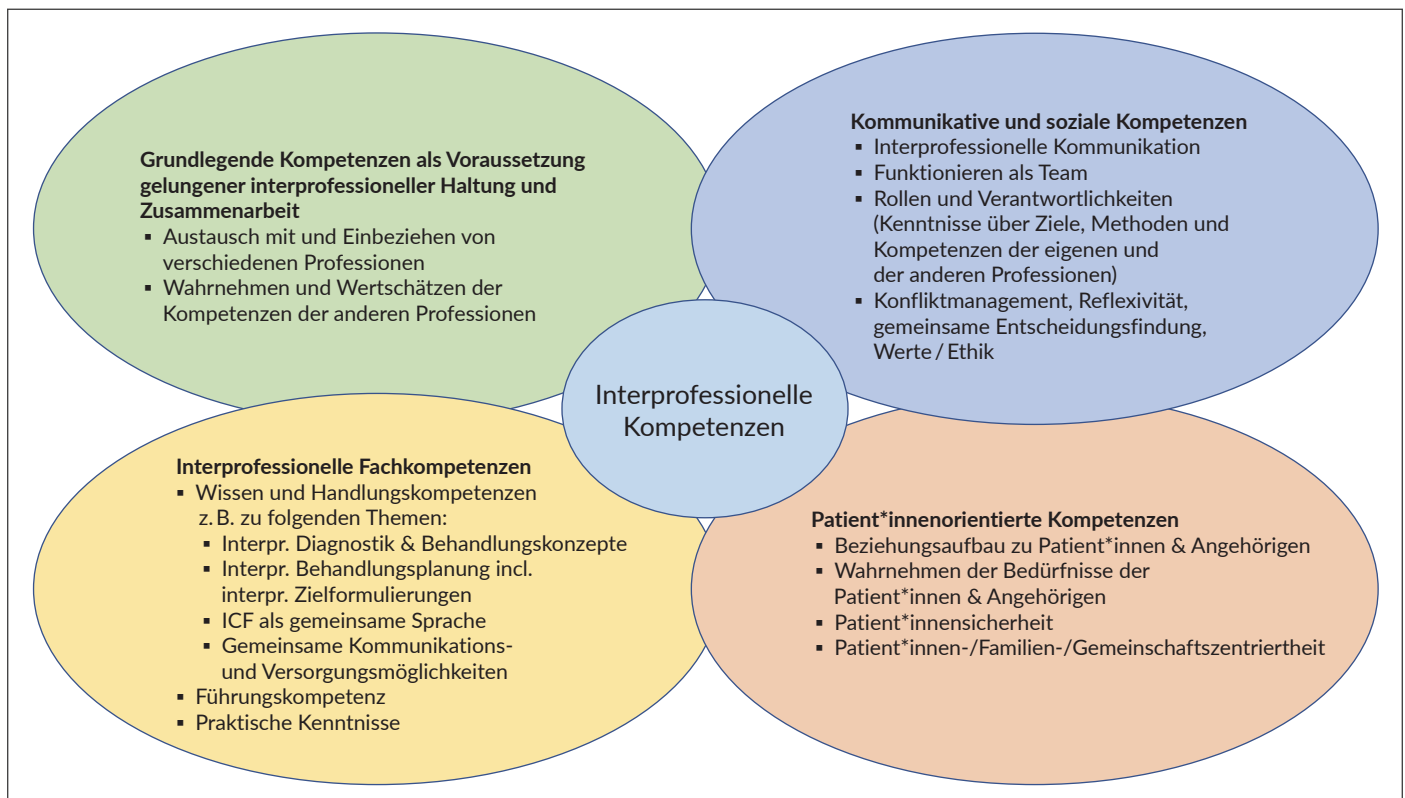 Grundlegende Kompetenzen als Voraussetzung
gelungener interprofessioneller Haltung und
Zusammenarbeit
▪ Austausch mit und Einbeziehen von
verschiedenen Professionen
▪ Wahrnehmen und Wertschätzen der
Kompetenzen der anderen Professionen
Kommunikative und soziale Kompetenzen
▪ Interprofessionelle Kommunikation
▪ Funktionieren als Team
▪ Rollen und Verantwortlichkeiten
(Kenntnisse über Ziele, Methoden und
Kompetenzen der eigenen und
der anderen Professionen)
▪ Konfliktmanagement, Reflexivität,
gemeinsame Entscheidungsfindung,
Werte / Ethik
Interprofessionelle
Kompetenzen
Interprofessionelle Fachkompetenzen
▪ Wissen und Handlungskompetenzen
z. B. zu folgenden Themen:
▪ Interpr. Diagnostik & Behandlungskonzepte
▪ Interpr. Behandlungsplanung incl.
interpr. Zielformulierungen
▪ ICF als gemeinsame Sprache
▪ Gemeinsame Kommunikations-
und Versorgungsmöglichkeiten
▪ Führungskompetenz
▪ Praktische Kenntnisse
Patient*innenorientierte Kompetenzen
▪ Beziehungsaufbau zu Patient*innen & Angehörigen
▪ Wahrnehmen der Bedürfnisse der
Patient*innen & Angehörigen
▪ Patient*innensicherheit
▪ Patient*innen-/Familien-/Gemeinschaftszentriertheit